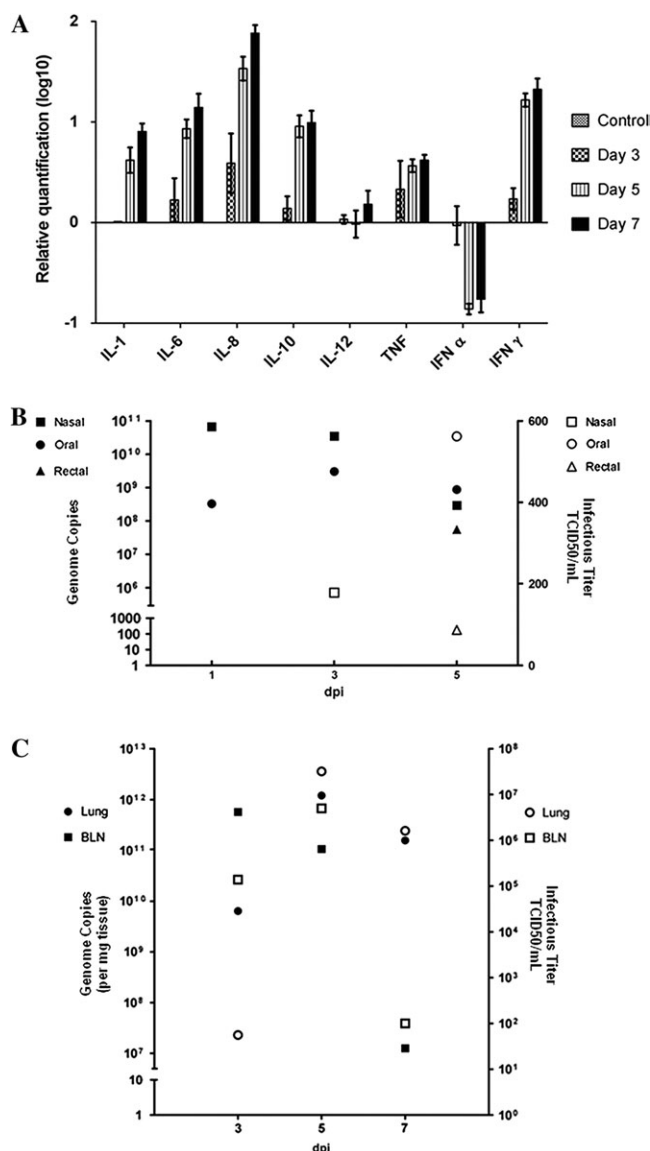 A
Relative quantification (log10)
2
1
0
-1
IL-1
IL-6
IL-8
IL-10
IL-12
TNF
IFN α
IFN γ
Control
Day 3
Day 5
Day 7
B
Nasal
Oral
Rectal
Genome Copies
10¹¹
10¹⁰
10⁹
10⁸
10⁷
10⁶
1000
100
10
1
1
3
5
dpi
600
400
200
0
Infectious Titer
TCID50/mL
Nasal
Oral
Rectal
C
Lung
BLN
Genome Copies
(per mg tissue)
10¹³
10¹²
10¹¹
10¹⁰
10⁹
10⁸
10⁷
10
1
3
5
7
dpi
10⁸
10⁷
10⁶
10⁵
10⁴
10³
10²
10¹
10⁰
Infectious Titer
TCID50/mL
Lung
BLN